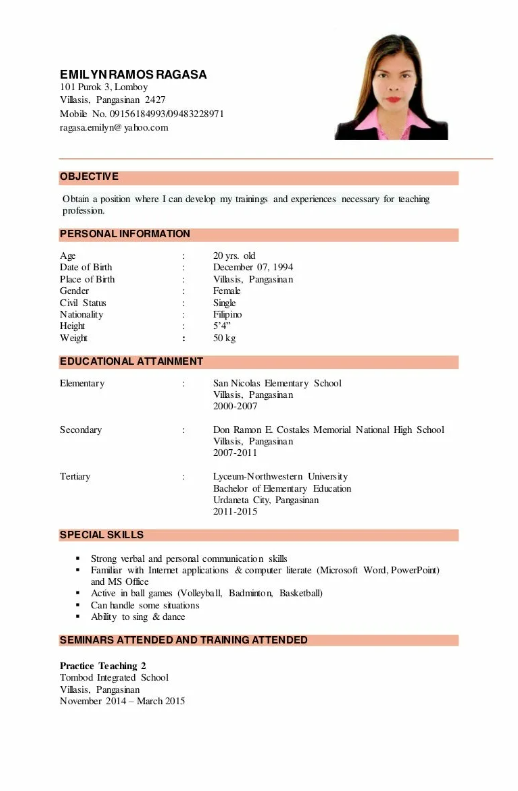 EMILYN RAMOS RAGASA
101 Purok 3, Lomboy
Villasis, Pangasinan 2427
Mobile No. 09156184993/09483228971
ragasa.emilyn@yahoo.com
OBJECTIVE
Obtain a position where I can develop my trainings and experiences necessary for teaching
profession.
PERSONAL INFORMATION
Age : 20 yrs. old
Date of Birth : December 07, 1994
Place of Birth : Villasis, Pangasinan
Gender : Female
Civil Status : Single
Nationality : Filipino
Height : 5’4”
Weight : 50 kg
EDUCATIONAL ATTAINMENT
Elementary : San Nicolas Elementary School
Villasis, Pangasinan
2000-2007
Secondary : Don Ramon E. Costales Memorial National High School
Villasis, Pangasinan
2007-2011
Tertiary : Lyceum-Northwestern University
Bachelor of Elementary Education
Urdaneta City, Pangasinan
2011-2015
SPECIAL SKILLS
▪ Strong verbal and personal communication skills
▪ Familiar with Internet applications & computer literate (Microsoft Word, PowerPoint)
and MS Office
▪ Active in ball games (Volleyball, Badminton, Basketball)
▪ Can handle some situations
▪ Ability to sing & dance
SEMINARS ATTENDED AND TRAINING ATTENDED
Practice Teaching 2
Tombod Integrated School
Villasis, Pangasinan
November 2014 – March 2015